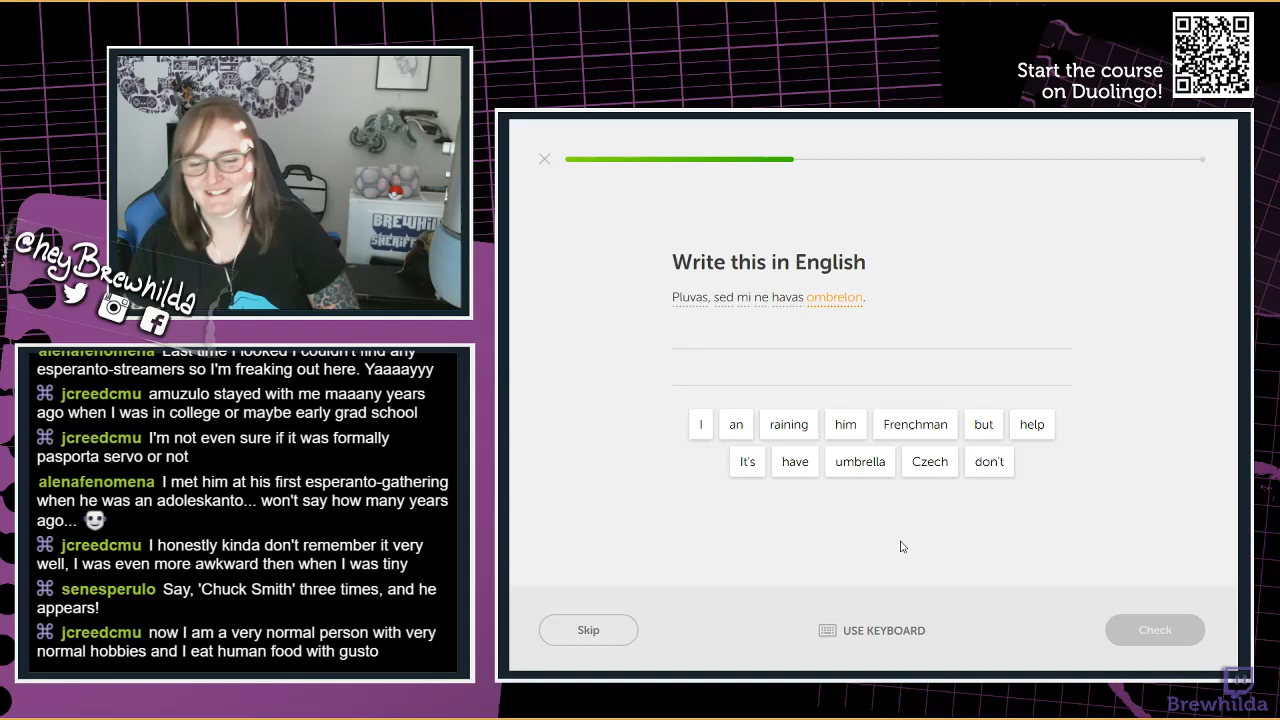 Start the course
on Duolingo!
BREWHIL
SHERIFF
@heyBrewhilda
Write this in English
Pluvas, sed mi ne havas ombrelon.
I an raining him Frenchman but help
It's have umbrella Czech don't
Skip
USE KEYBOARD
Check
alenafenomena Last time I looked I couldn't find any
esperanto-streamers so I'm freaking out here. Yaaaayyy
jcreedcmu amuzulo stayed with me maaany years
ago when I was in college or maybe early grad school
jcreedcmu I'm not even sure if it was formally
pasporta servo or not
alenafenomena I met him at his first esperanto-gathering
when he was an adoleskanto... won't say how many years
ago...
jcreedcmu I honestly kinda don't remember it very
well, I was even more awkward then when I was tiny
senesperulo Say, 'Chuck Smith' three times, and he
appears!
jcreedcmu now I am a very normal person with very
normal hobbies and I eat human food with gusto
Brewhilda